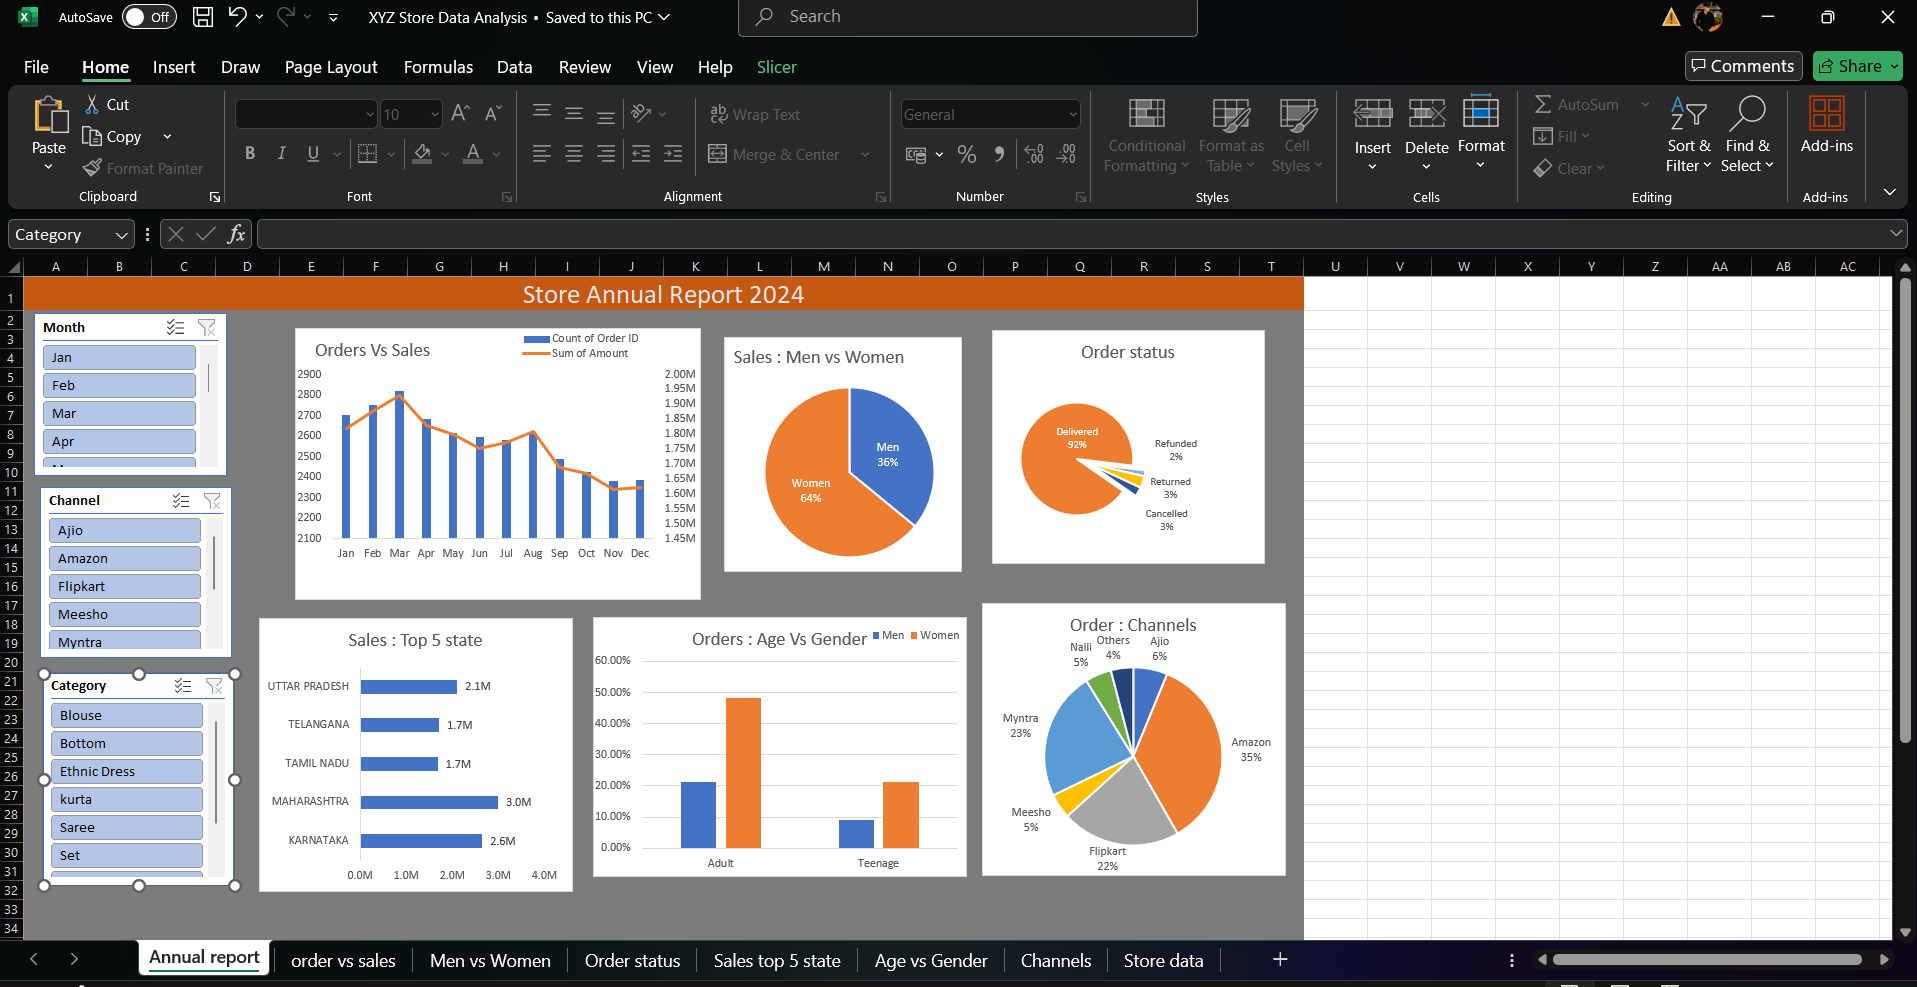 AutoSave Off XYZ Store Data Analysis • Saved to this PC Search
File Home Insert Draw Page Layout Formulas Data Review View Help Slicer Comments Share
Paste Cut Copy Format Painter Clipboard
10 B I U A Font
Wrap Text Merge & Center Alignment
General % Number
Conditional Formatting Format as Table Cell Styles Styles
Insert Delete Format Cells
AutoSum Fill Clear Sort & Filter Find & Select Editing
Add-ins Add-ins
Category fx
A B C D E F G H I J K L M N O P Q R S T U V W X Y Z AA AB AC
1
2
3
4
5
6
7
8
9
10
11
12
13
14
15
16
17
18
19
20
21
22
23
24
25
26
27
28
29
30
31
32
33
34
Store Annual Report 2024
Month
Jan
Feb
Mar
Apr
Channel
Ajio
Amazon
Flipkart
Meesho
Myntra
Category
Blouse
Bottom
Ethnic Dress
kurta
Saree
Set
Orders Vs Sales
Count of Order ID
Sum of Amount
2900
2800
2700
2600
2500
2400
2300
2200
2100
2.00M
1.95M
1.90M
1.85M
1.80M
1.75M
1.70M
1.65M
1.60M
1.55M
1.50M
1.45M
Jan Feb Mar Apr May Jun Jul Aug Sep Oct Nov Dec
Sales : Men vs Women
Men
36%
Women
64%
Order status
Delivered
92%
Refunded
2%
Returned
3%
Cancelled
3%
Sales : Top 5 state
UTTAR PRADESH 2.1M
TELANGANA 1.7M
TAMIL NADU 1.7M
MAHARASHTRA 3.0M
KARNATAKA 2.6M
0.0M 1.0M 2.0M 3.0M 4.0M
Orders : Age Vs Gender Men Women
60.00%
50.00%
40.00%
30.00%
20.00%
10.00%
0.00%
Adult Teenage
Order : Channels
Others
4%
Ajio
6%
Nalli
5%
Myntra
23%
Amazon
35%
Meesho
5%
Flipkart
22%
Annual report order vs sales Men vs Women Order status Sales top 5 state Age vs Gender Channels Store data